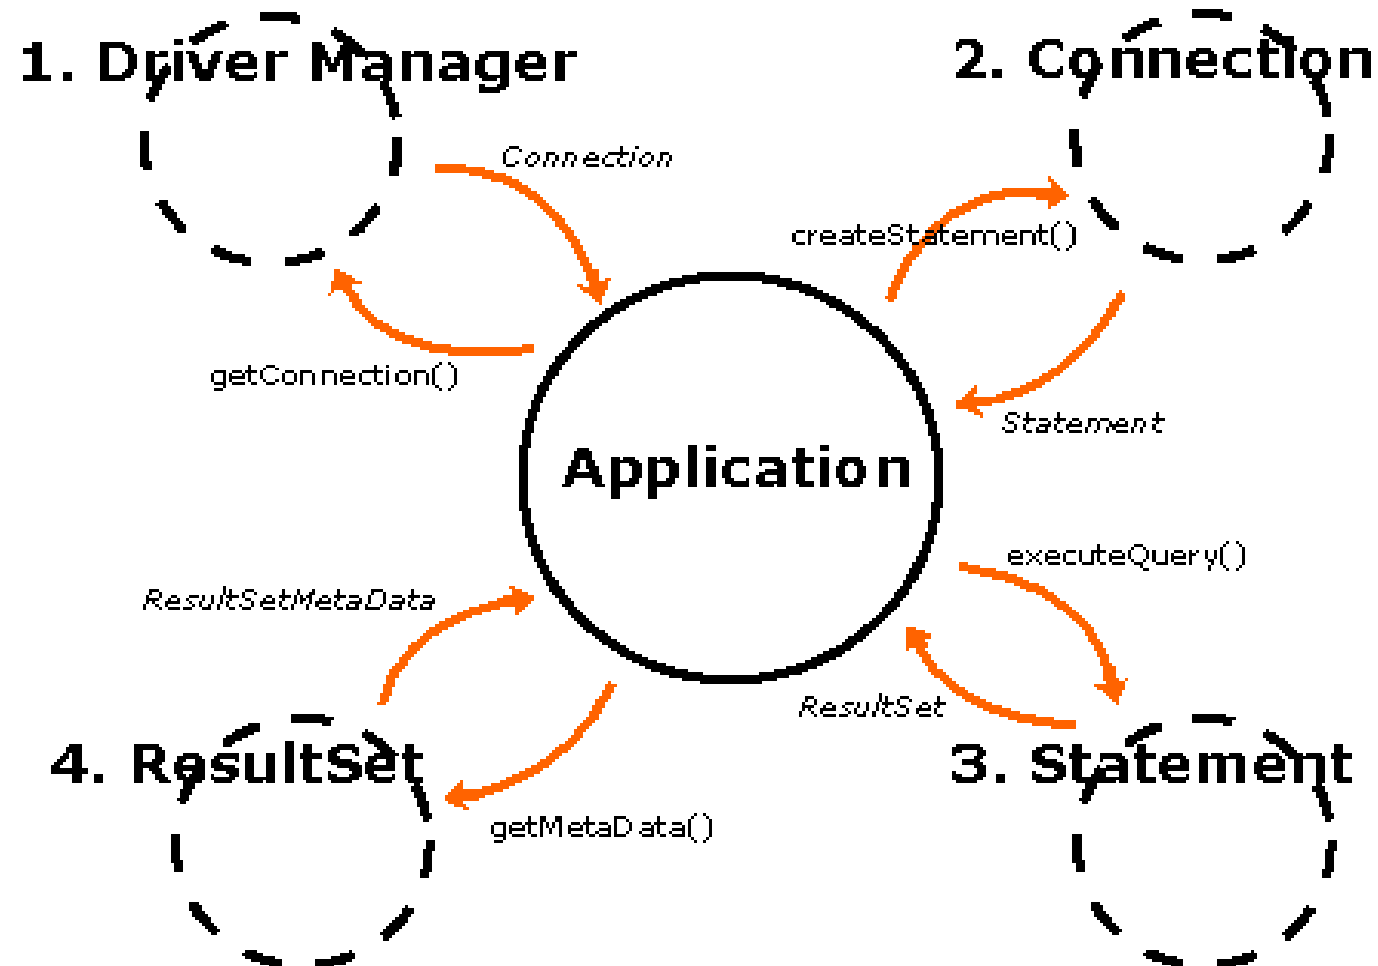 1. Driver Manager
2. Connection
Connection
createStatement()
getConnection()
Statement
Application
executeQuery()
ResultSetMetaData
ResultSet
4. ResultSet
3. Statement
getMetaData()